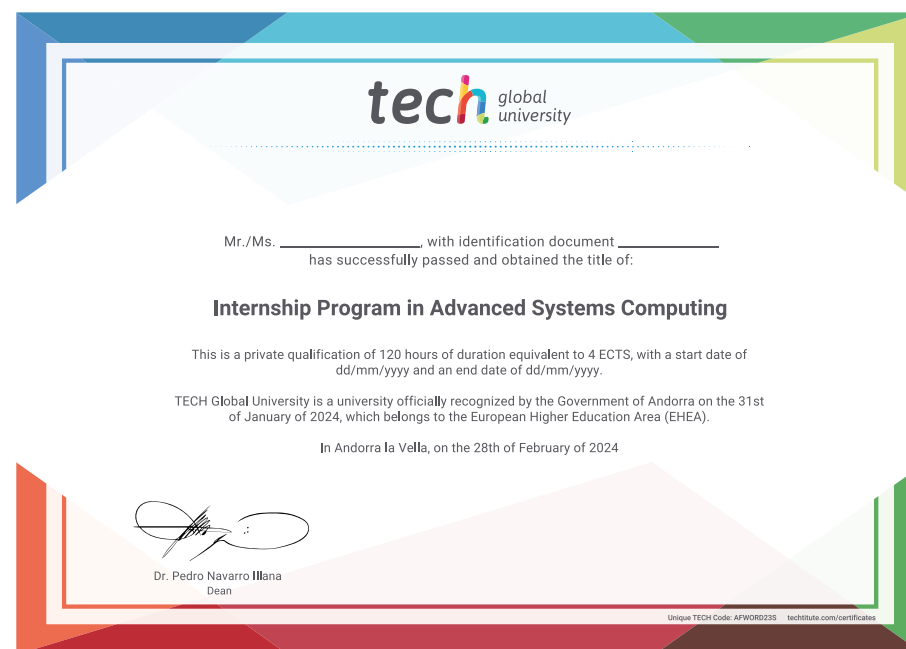 tech global university
Mr./Ms. ____________________, with identification document ______________
has successfully passed and obtained the title of:
Internship Program in Advanced Systems Computing
This is a private qualification of 120 hours of duration equivalent to 4 ECTS, with a start date of
dd/mm/yyyy and an end date of dd/mm/yyyy.
TECH Global University is a university officially recognized by the Government of Andorra on the 31st
of January of 2024, which belongs to the European Higher Education Area (EHEA).
In Andorra la Vella, on the 28th of February of 2024
Dr. Pedro Navarro Illana
Dean
Unique TECH Code: AFWORD23S techtitute.com/certificates